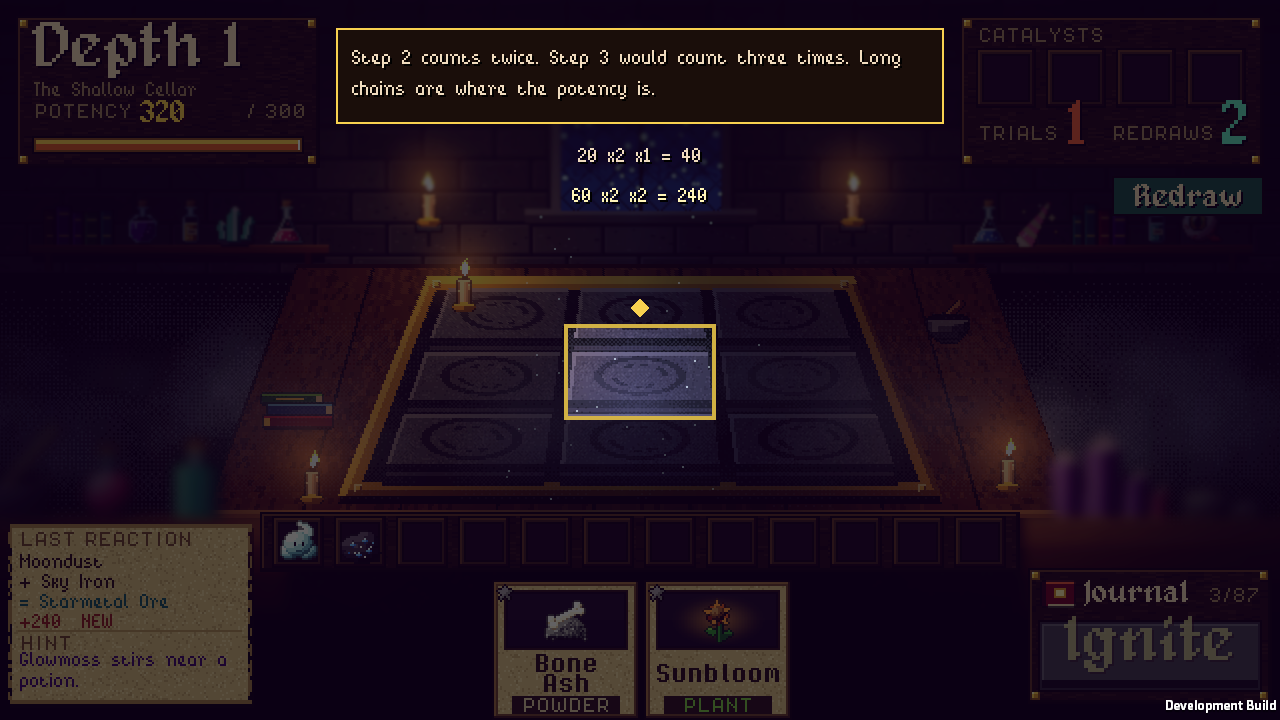 Depth 1
The Shallow Cellar
POTENCY 320 / 300
Step 2 counts twice. Step 3 would count three times. Long
chains are where the potency is.
20 x2 x1 = 40
60 x2 x2 = 240
CATALYSTS
TRIALS 1 REDRAWS 2
Redraw
LAST REACTION
Moondust
+ Sky Iron
= Starmetal Ore
+240 NEW
HINT
Glowmoss stirs near a
potion.
Bone
Ash
POWDER
Sunbloom
PLANT
Journal 3/87
Ignite
Development Build